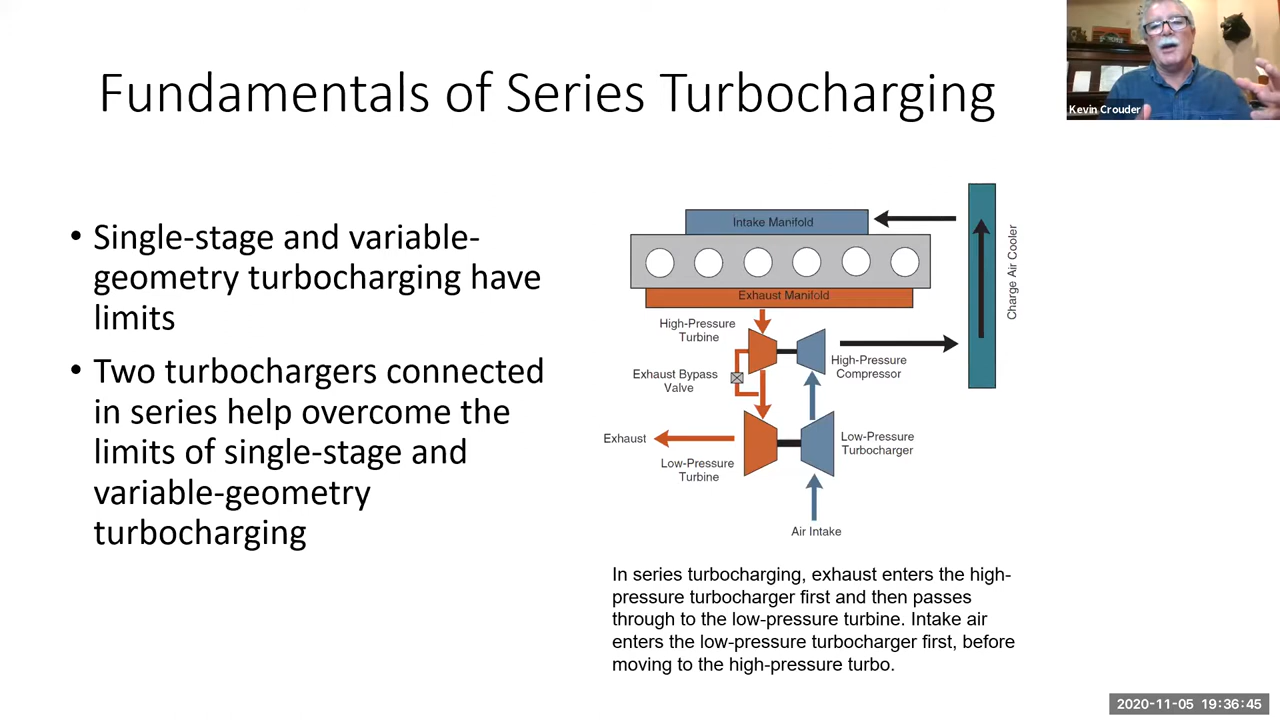 Fundamentals of Series Turbocharging
Kevin Crouder
• Single-stage and variable-
geometry turbocharging have
limits
• Two turbochargers connected
in series help overcome the
limits of single-stage and
variable-geometry
turbocharging
Intake Manifold
Exhaust Manifold
High-Pressure
Turbine
Exhaust Bypass
Valve
High-Pressure
Compressor
Charge Air Cooler
Exhaust
Low-Pressure
Turbine
Low-Pressure
Turbocharger
Air Intake
In series turbocharging, exhaust enters the high-
pressure turbocharger first and then passes
through to the low-pressure turbine. Intake air
enters the low-pressure turbocharger first, before
moving to the high-pressure turbo.
2020-11-05 19:36:45